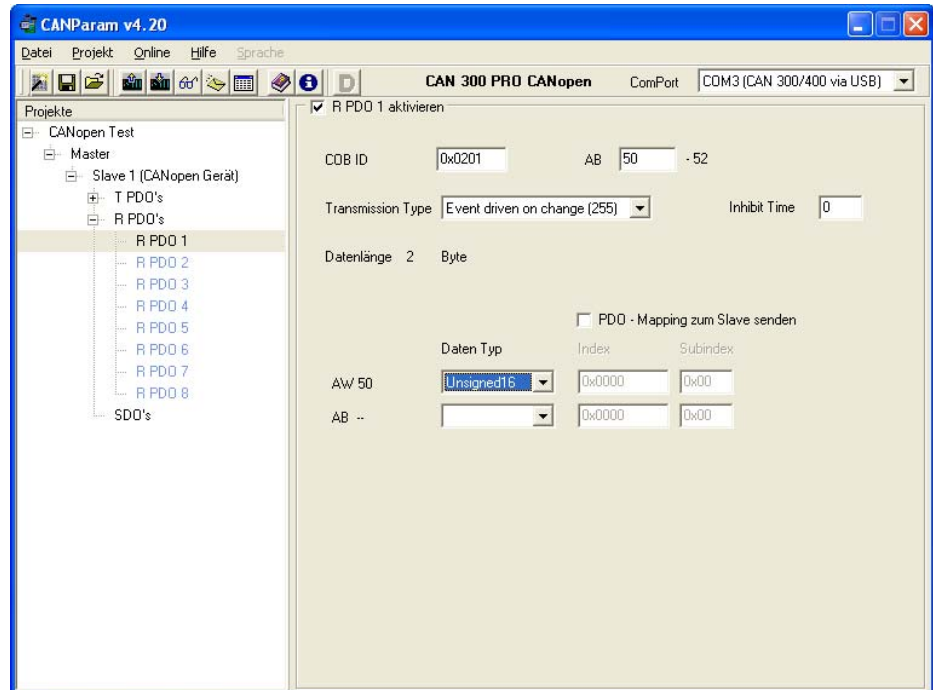 CANParam v4.20
Datei Projekt Online Hilfe Sprache
D CAN 300 PRO CANopen ComPort COM3 (CAN 300/400 via USB)
Projekte
CANopen Test
Master
Slave 1 (CANopen Gerät)
T PDO's
R PDO's
R PDO 1
R PDO 2
R PDO 3
R PDO 4
R PDO 5
R PDO 6
R PDO 7
R PDO 8
SDO's
R PDO 1 aktivieren
COB ID 0x0201 AB 50 - 52
Transmission Type Event driven on change (255) Inhibit Time 0
Datenlänge 2 Byte
PDO - Mapping zum Slave senden
Daten Typ Index Subindex
AW 50 Unsigned16 0x0000 0x00
AB -- 0x0000 0x00